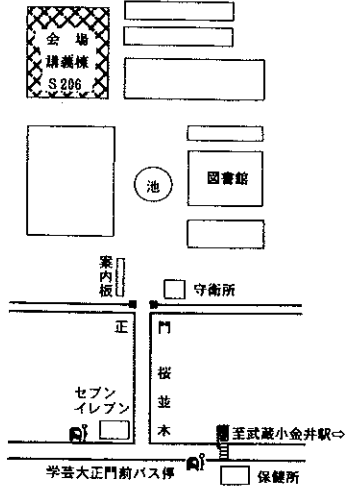 会場
講義棟
S206
池
図書館
案内板
守衛所
正門
桜並木
セブン
イレブン
至武蔵小金井駅⇨
学芸大正門前バス停
保健所